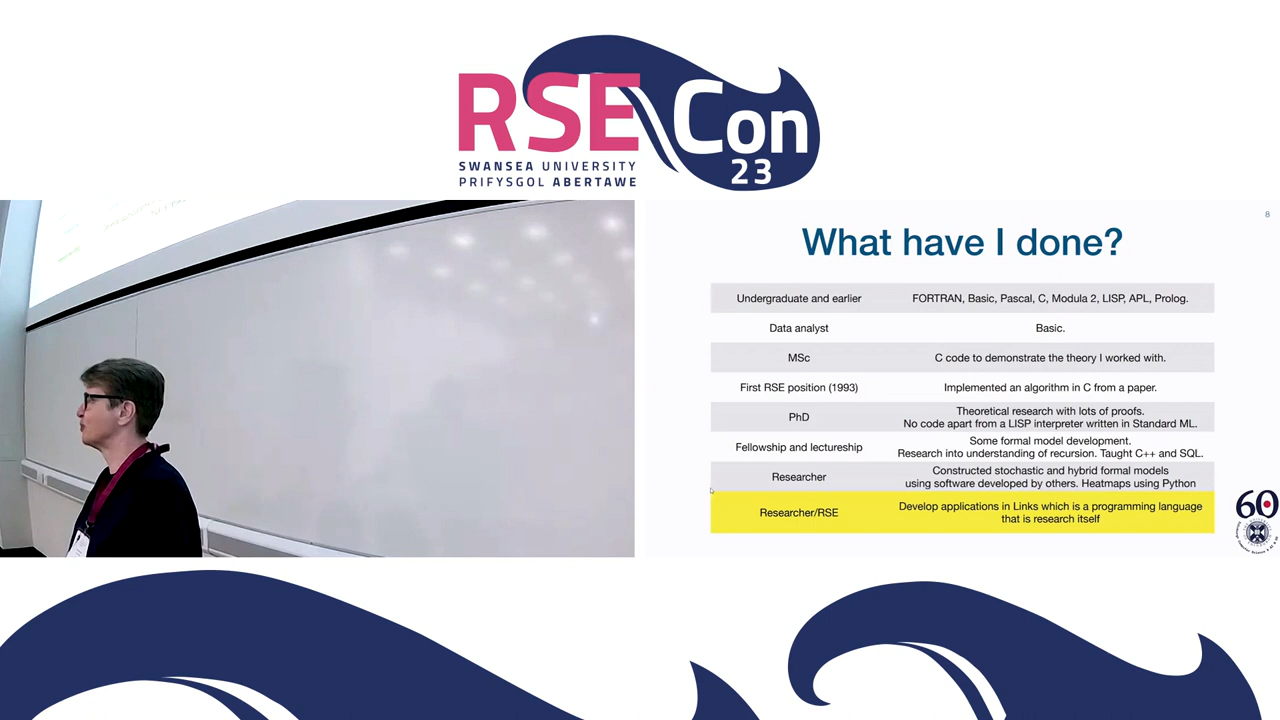 RSE Con
23
SWANSEA UNIVERSITY
PRIFYSGOL ABERTAWE
8
What have I done?
Undergraduate and earlier FORTRAN, Basic, Pascal, C, Modula 2, LISP, APL, Prolog.
Data analyst Basic.
MSc C code to demonstrate the theory I worked with.
First RSE position (1993) Implemented an algorithm in C from a paper.
PhD Theoretical research with lots of proofs.
No code apart from a LISP interpreter written in Standard ML.
Fellowship and lectureship Some formal model development.
Research into understanding of recursion. Taught C++ and SQL.
Researcher Constructed stochastic and hybrid formal models
using software developed by others. Heatmaps using Python
Researcher/RSE Develop applications in Links which is a programming language
that is research itself
60